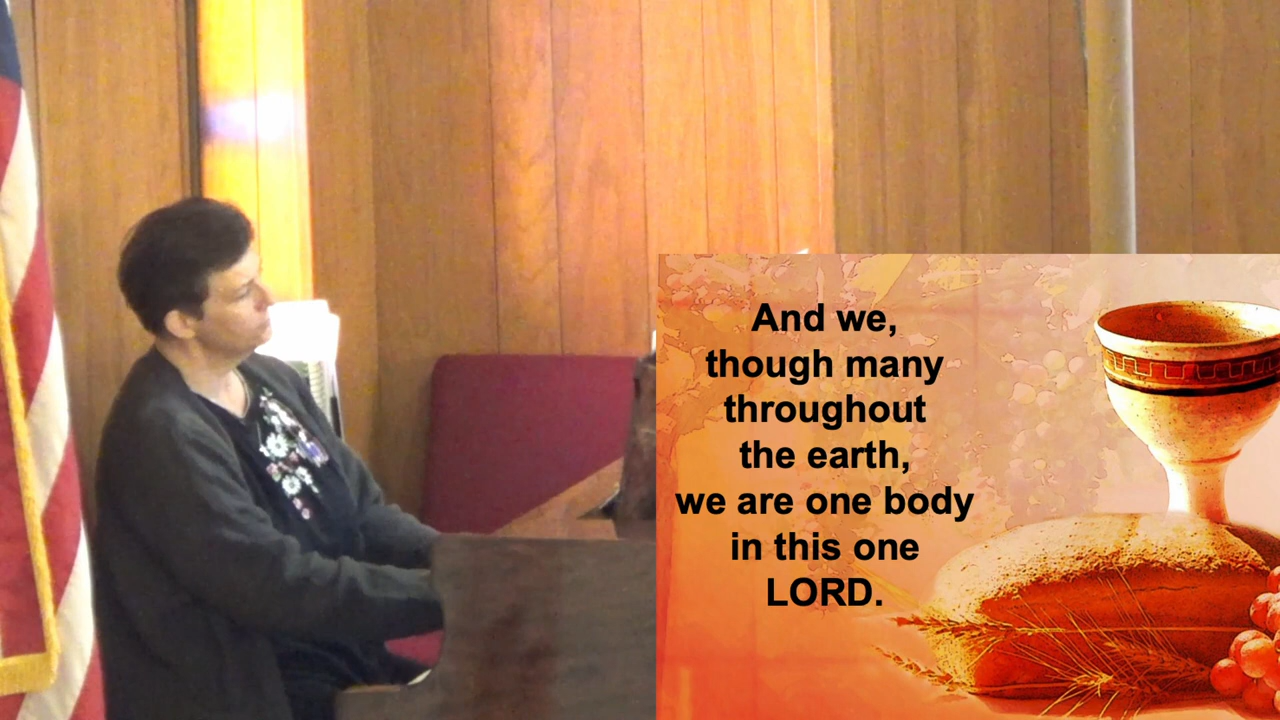 And we,
though many
throughout
the earth,
we are one body
in this one
LORD.